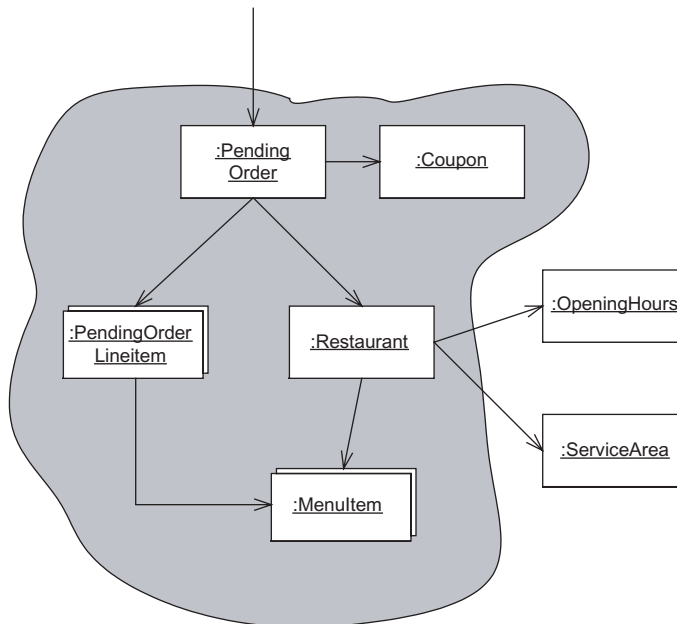 :Pending
Order
:Coupon
:PendingOrder
Lineitem
:Restaurant
:OpeningHours
:ServiceArea
:MenuItem